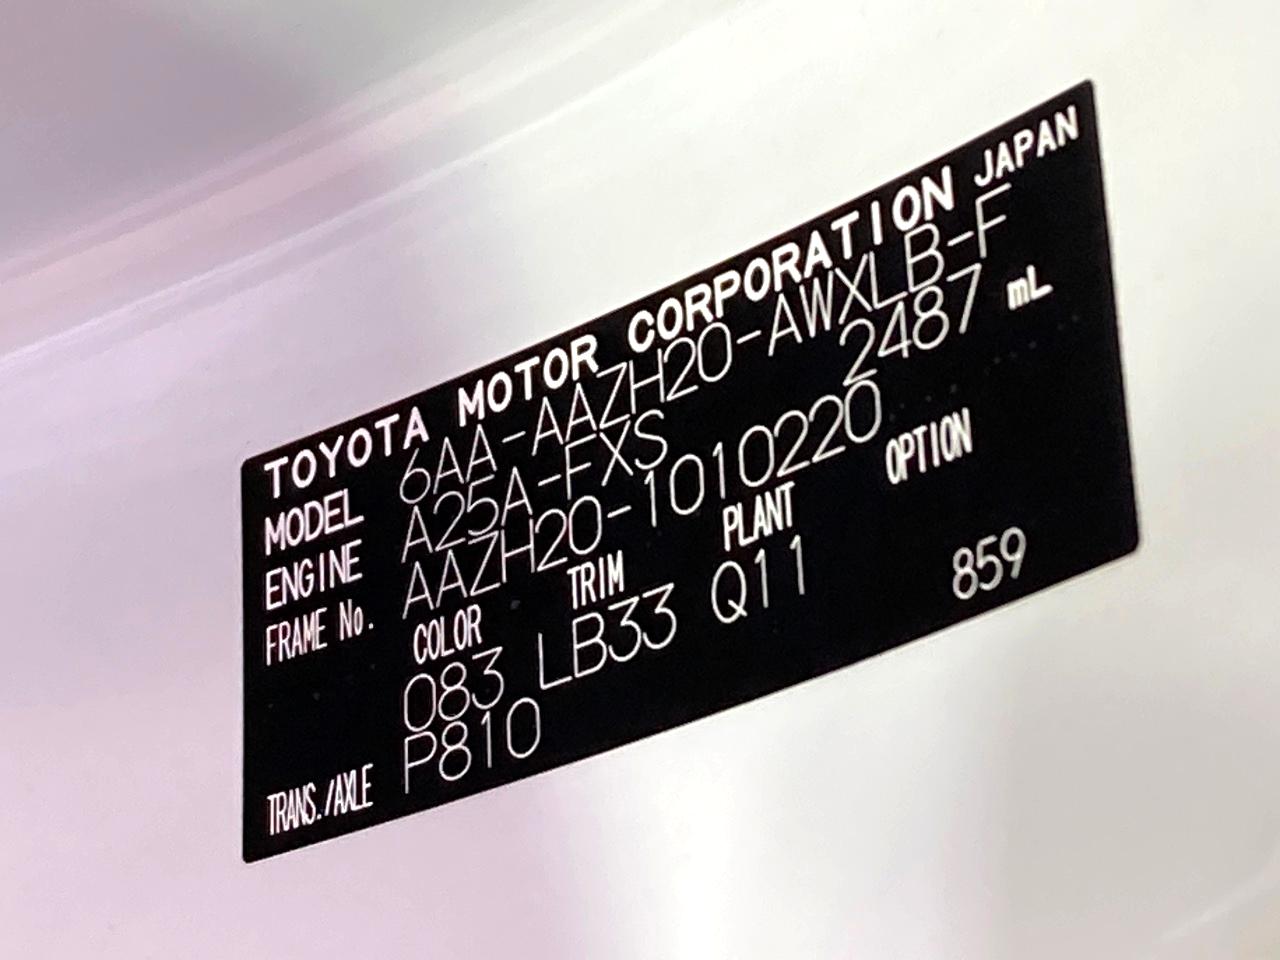 TOYOTA MOTOR CORPORATION JAPAN
MODEL 6AA-AAZH20-AWXLB-F
ENGINE A25A-FXS 2487 mL
FRAME No. AAZH20-1010220
COLOR TRIM PLANT OPTION
083 LB33 Q11
TRANS./AXLE P810 859